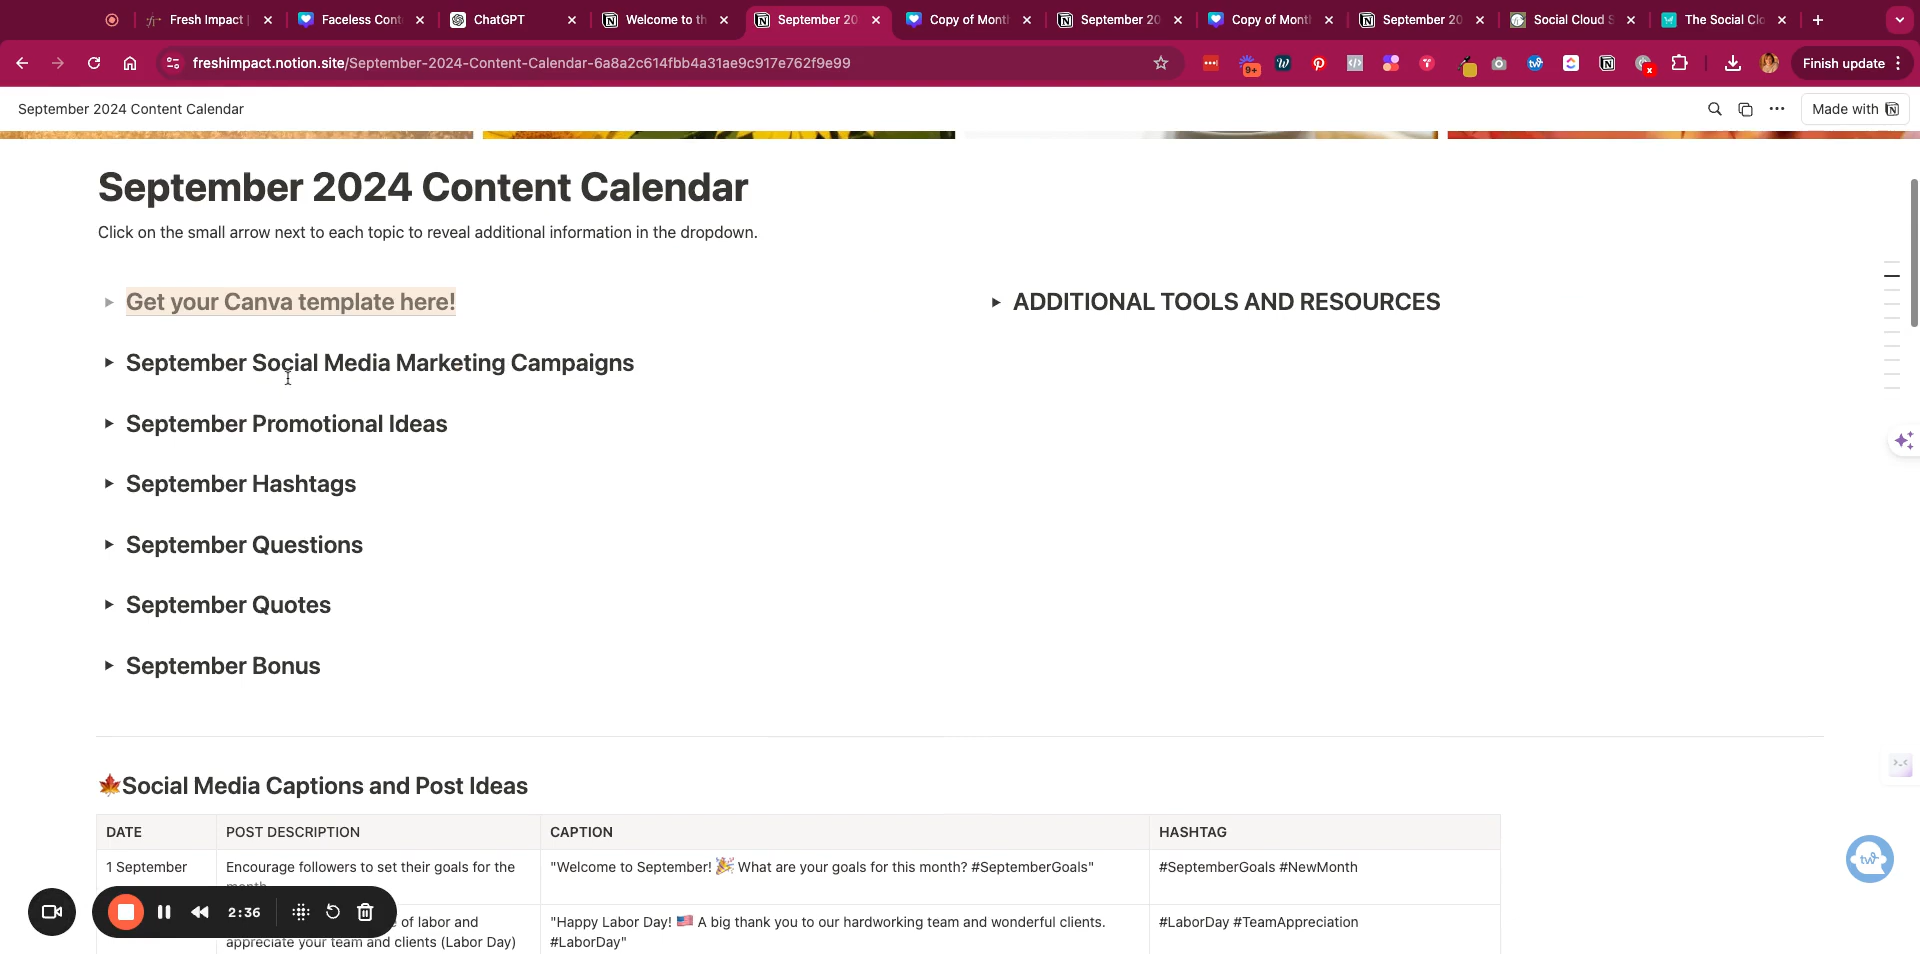 Fresh Impact |
Faceless Cont
ChatGPT
Welcome to th
September 20
Copy of Month
September 20
Copy of Month
September 20
Social Cloud S
The Social Clo
freshimpact.notion.site/September-2024-Content-Calendar-6a8a2c614fbb4a31ae9c917e762f9e99
9+
Finish update
September 2024 Content Calendar
Made with
September 2024 Content Calendar
Click on the small arrow next to each topic to reveal additional information in the dropdown.
Get your Canva template here!
ADDITIONAL TOOLS AND RESOURCES
September Social Media Marketing Campaigns
September Promotional Ideas
September Hashtags
September Questions
September Quotes
September Bonus
🍁Social Media Captions and Post Ideas
DATE POST DESCRIPTION CAPTION HASHTAG
1 September Encourage followers to set their goals for the "Welcome to September! 🎉 What are your goals for this month? #SeptemberGoals" #SeptemberGoals #NewMonth
month.
2:36
of labor and "Happy Labor Day! 🇺🇸 A big thank you to our hardworking team and wonderful clients. #LaborDay #TeamAppreciation
appreciate your team and clients (Labor Day) #LaborDay"
tw